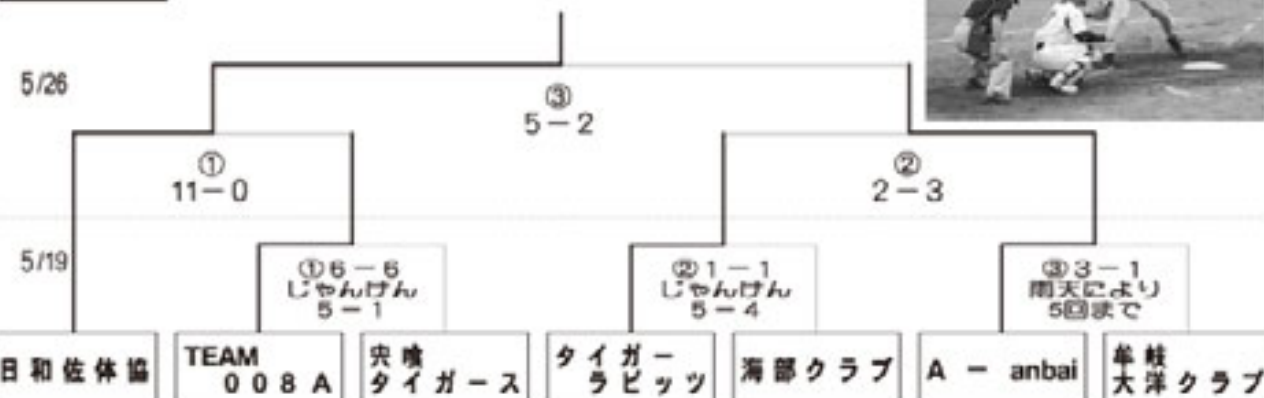 5/26
③
5－2
①
11－0
②
2－3
5/19
①6－6
じゃんけん
5－1
②1－1
じゃんけん
5－4
③3－1
雨天により
5回まで
日和佐体協
TEAM
008A
宍喰
タイガース
タイガー
ラビッツ
海部クラブ
A－anbai
牟岐
大洋クラブ